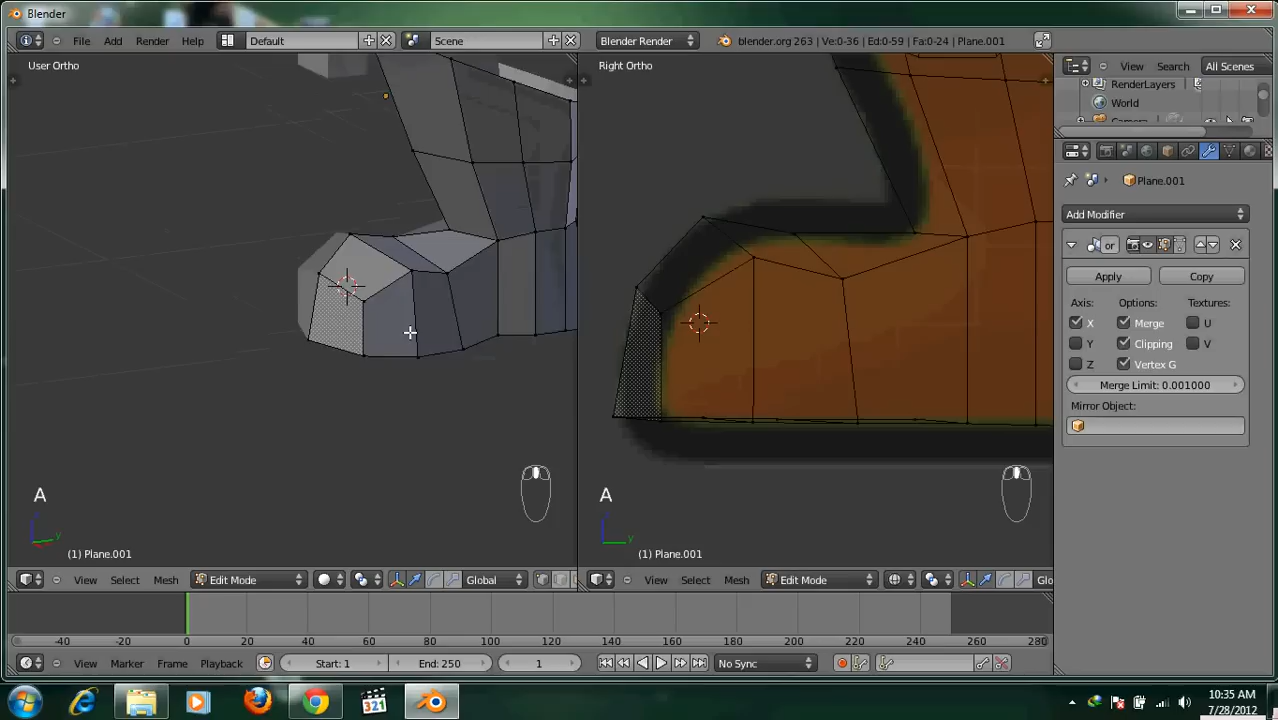 Blender
File Add Render Help Default Scene Blender Render blender.org 263 | Ve:0-36 | Ed:0-59 | Fa:0-24 | Plane.001
User Ortho
Right Ortho
View Search All Scenes
RenderLayers
World
Plane.001
Add Modifier
or
Apply Copy
Axis: Options: Textures:
X Merge U
Y Clipping V
Z Vertex G
Merge Limit: 0.001000
Mirror Object:
A
A
(1) Plane.001
(1) Plane.001
View Select Mesh Edit Mode Global
View Select Mesh Edit Mode Glo
-40 -20 0 20 40 60 80 100 120 140 160 180 200 220 240 260 280
View Marker Frame Playback Start: 1 End: 250 1 No Sync
321
10:35 AM
7/28/2012